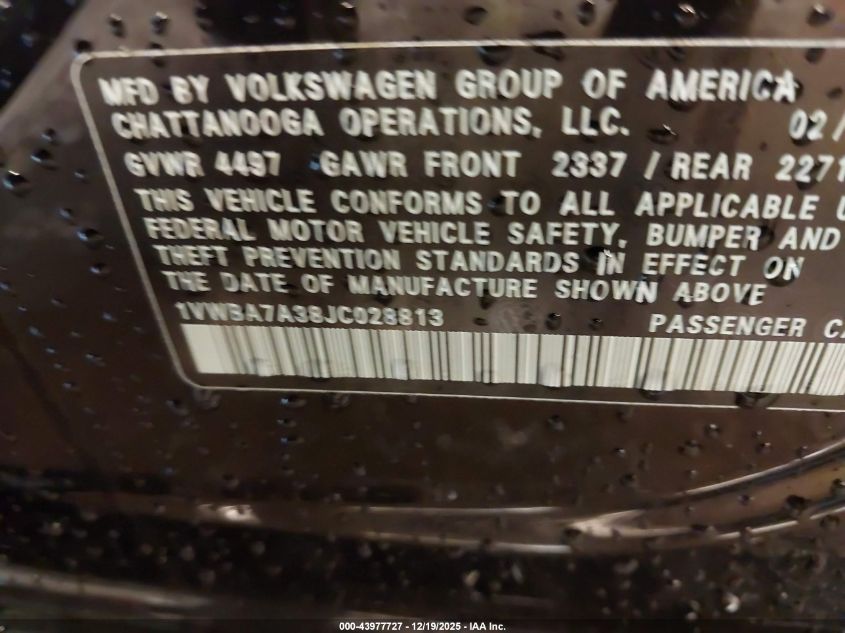 MFD BY VOLKSWAGEN GROUP OF AMERICA
CHATTANOOGA OPERATIONS, LLC. 02/
GVWR 4497 GAWR FRONT 2337 / REAR 2271
THIS VEHICLE CONFORMS TO ALL APPLICABLE U
FEDERAL MOTOR VEHICLE SAFETY, BUMPER AND
THEFT PREVENTION STANDARDS IN EFFECT ON
THE DATE OF MANUFACTURE SHOWN ABOVE
1VWBA7A38JC028813 PASSENGER CA
000-43977727 - 12/19/2025 - IAA Inc.